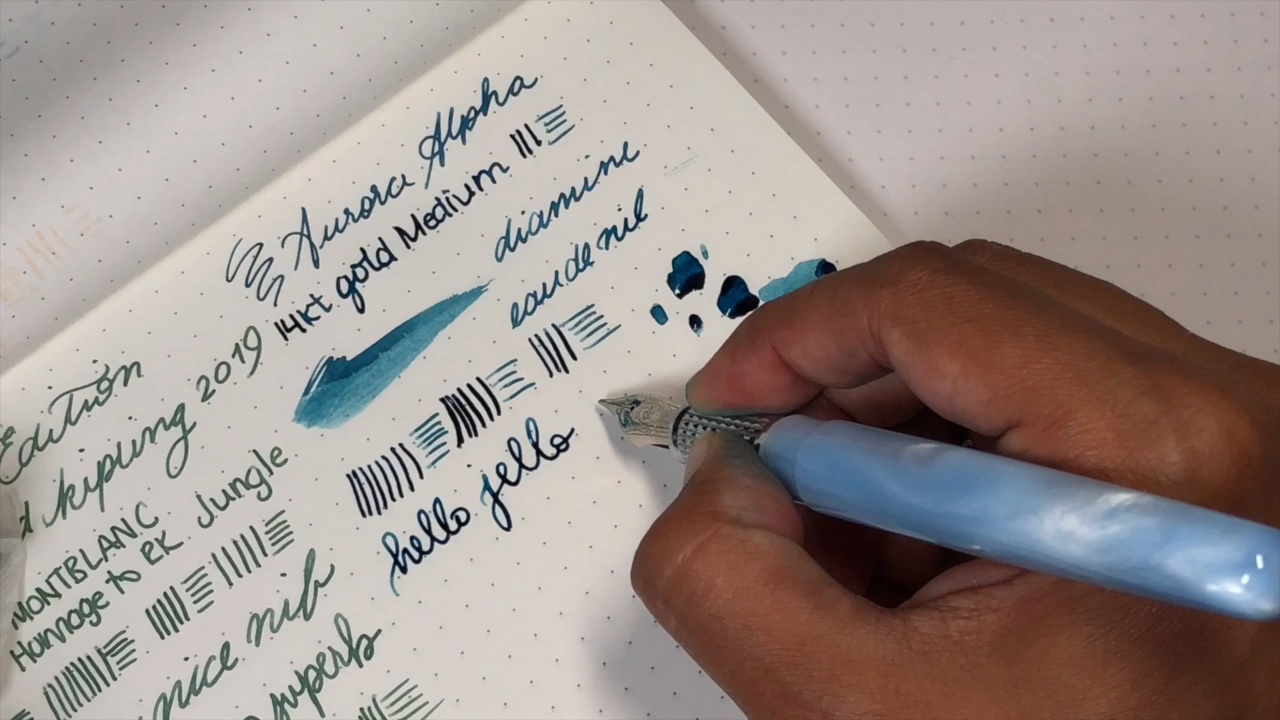 Aurora Alpha
14kt gold Medium
diamine
eau de nil
hello jello
Edition
kipling 2019
MONTBLANC
Homage to RK Jungle
nice nib
superb